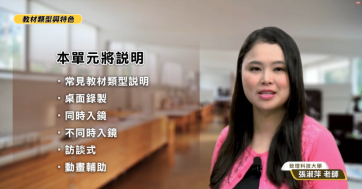 教材類型與特色
本單元將說明
· 常見教材類型說明
· 桌面錄製
· 同時入鏡
· 不同時入鏡
· 訪談式
· 動畫輔助
致理科技大學
張淑萍 老師